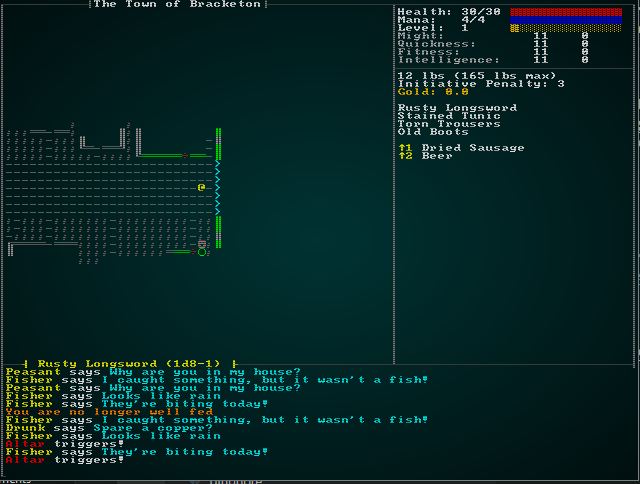 The Town of Bracketon
Health: 30/30
Mana: 4/4
Level: 1
Might: 11 0
Quickness: 11 0
Fitness: 11 0
Intelligence: 11 0
12 lbs (165 lbs max)
Initiative Penalty: 3
Gold: 0.0
Rusty Longsword
Stained Tunic
Torn Trousers
Old Boots
↑1 Dried Sausage
↑2 Beer
Rusty Longsword (1d8-1)
Peasant says Why are you in my house?
Fisher says I caught something, but it wasn't a fish!
Peasant says Why are you in my house?
Fisher says Looks like rain
Fisher says They're biting today!
You are no longer well fed
Fisher says I caught something, but it wasn't a fish!
Drunk says Spare a copper?
Fisher says Looks like rain
Altar triggers!
Fisher says They're biting today!
Altar triggers!